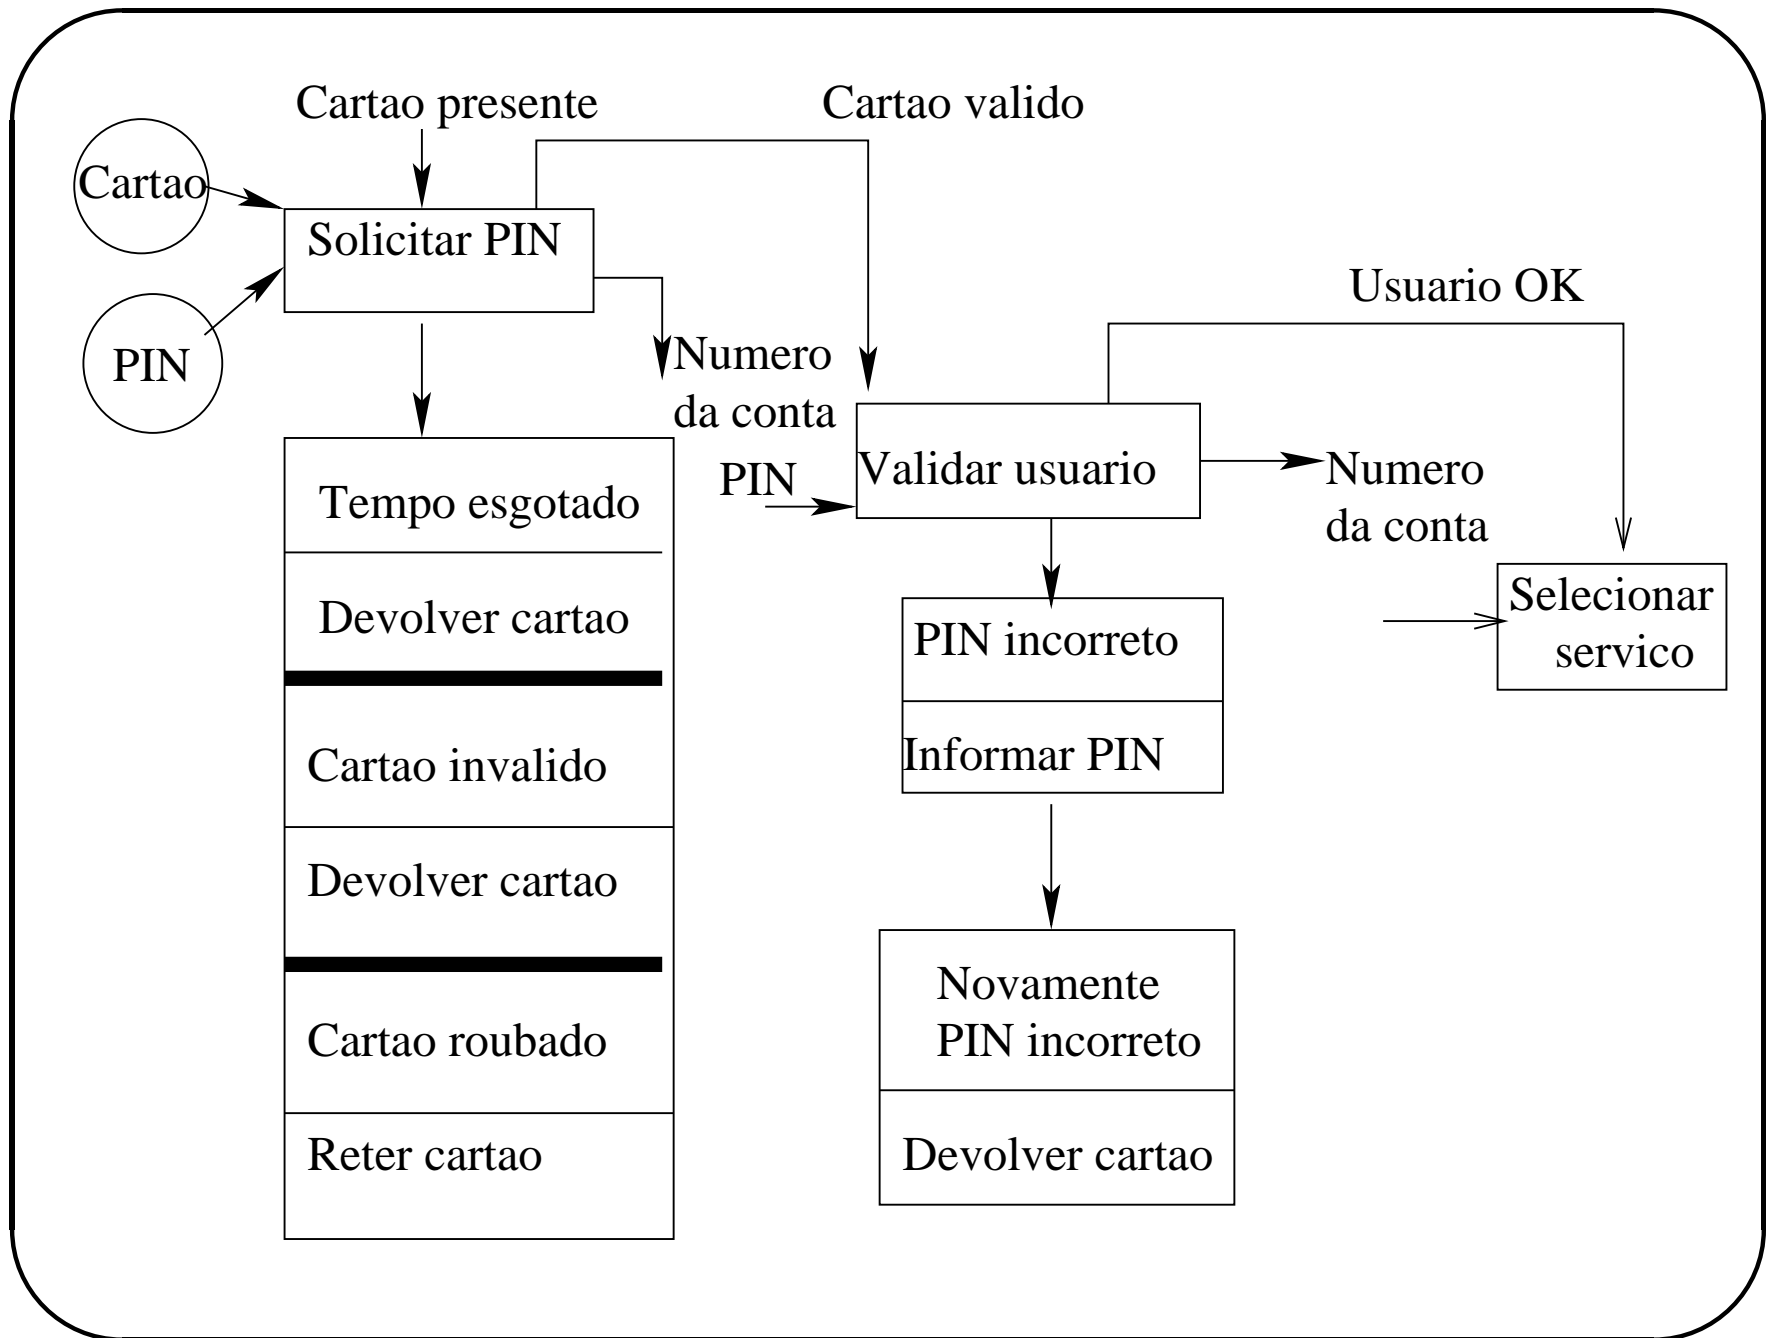 Cartao presente
Cartao valido
Cartao
Solicitar PIN
PIN
Usuario OK
Numero
da conta
PIN
Validar usuario
Numero
da conta
Selecionar
servico
Tempo esgotado
Devolver cartao
Cartao invalido
Devolver cartao
Cartao roubado
Reter cartao
PIN incorreto
Informar PIN
Novamente
PIN incorreto
Devolver cartao